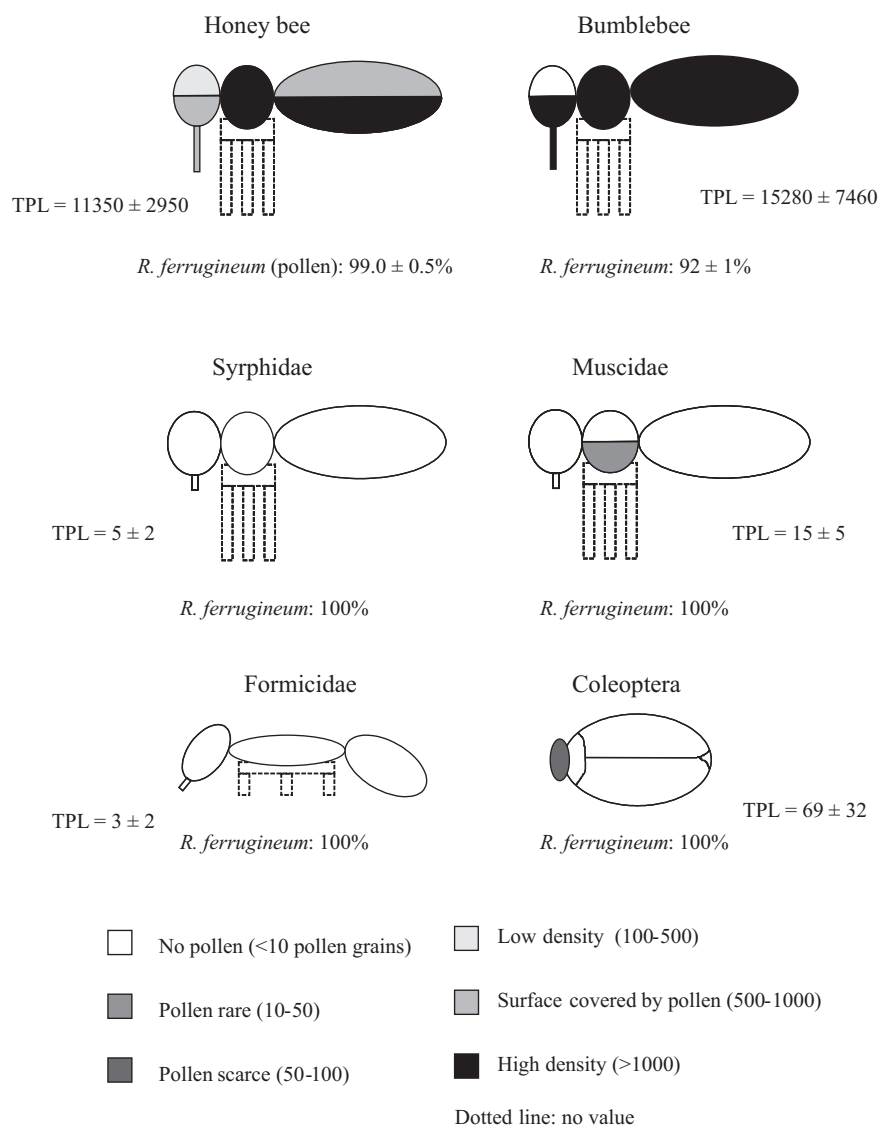 Honey bee
Bumblebee
TPL = 11350 ± 2950
TPL = 15280 ± 7460
R. ferrugineum (pollen): 99.0 ± 0.5%
R. ferrugineum: 92 ± 1%
Syrphidae
Muscidae
TPL = 5 ± 2
TPL = 15 ± 5
R. ferrugineum: 100%
R. ferrugineum: 100%
Formicidae
Coleoptera
TPL = 3 ± 2
TPL = 69 ± 32
R. ferrugineum: 100%
R. ferrugineum: 100%
No pollen (<10 pollen grains)
Low density (100-500)
Pollen rare (10-50)
Surface covered by pollen (500-1000)
Pollen scarce (50-100)
High density (>1000)
Dotted line: no value